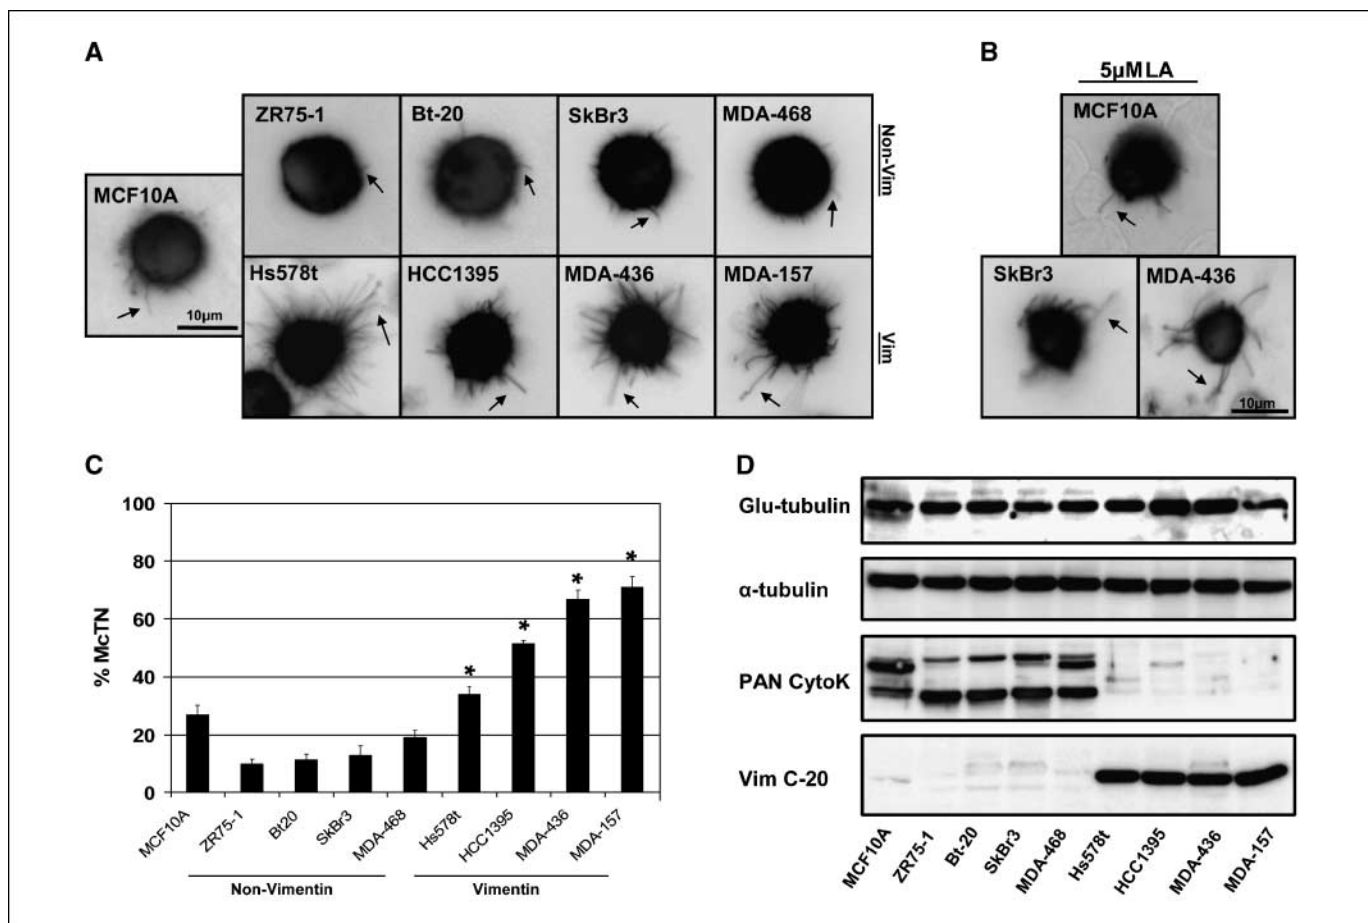 A
ZR75-1
Bt-20
SkBr3
MDA-468
Non-Vim
MCF10A
10µm
Hs578t
HCC1395
MDA-436
MDA-157
Vim
B
5µM LA
MCF10A
SkBr3
MDA-436
10µm
C
% McTN
100
80
60
40
20
0
*
*
*
*
MCF10A
ZR75-1
Bt20
SkBr3
MDA-468
Hs578t
HCC1395
MDA-436
MDA-157
Non-Vimentin
Vimentin
D
Glu-tubulin
α-tubulin
PAN CytoK
Vim C-20
MCF10A
ZR75-1
Bt-20
SkBr3
MDA-468
Hs578t
HCC1395
MDA-436
MDA-157